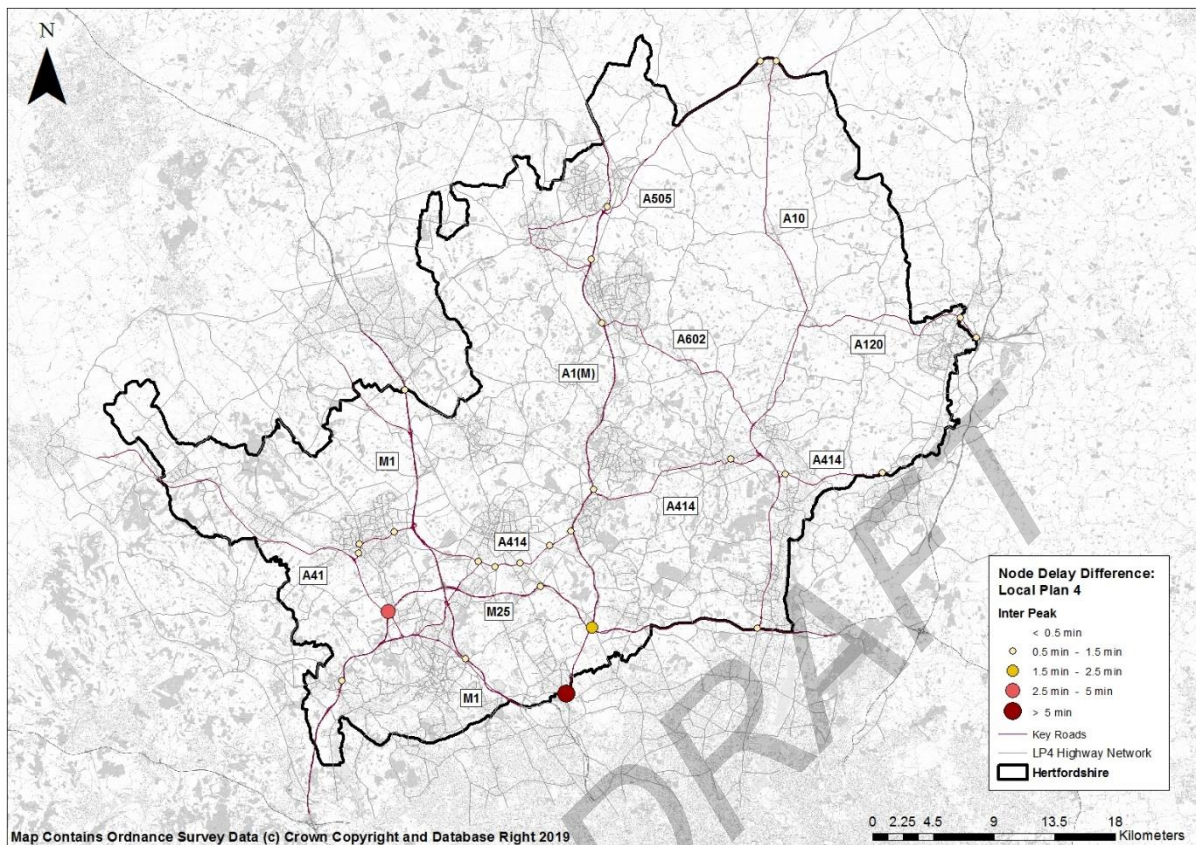 N
A505
A10
A602
A120
A1(M)
M1
A414
A414
A414
A41
M25
M1
DRAFT
Node Delay Difference:
Local Plan 4
Inter Peak
< 0.5 min
0.5 min - 1.5 min
1.5 min - 2.5 min
2.5 min - 5 min
> 5 min
Key Roads
LP4 Highway Network
Hertfordshire
Map Contains Ordnance Survey Data (c) Crown Copyright and Database Right 2019
0 2.25 4.5 9 13.5 18
Kilometers